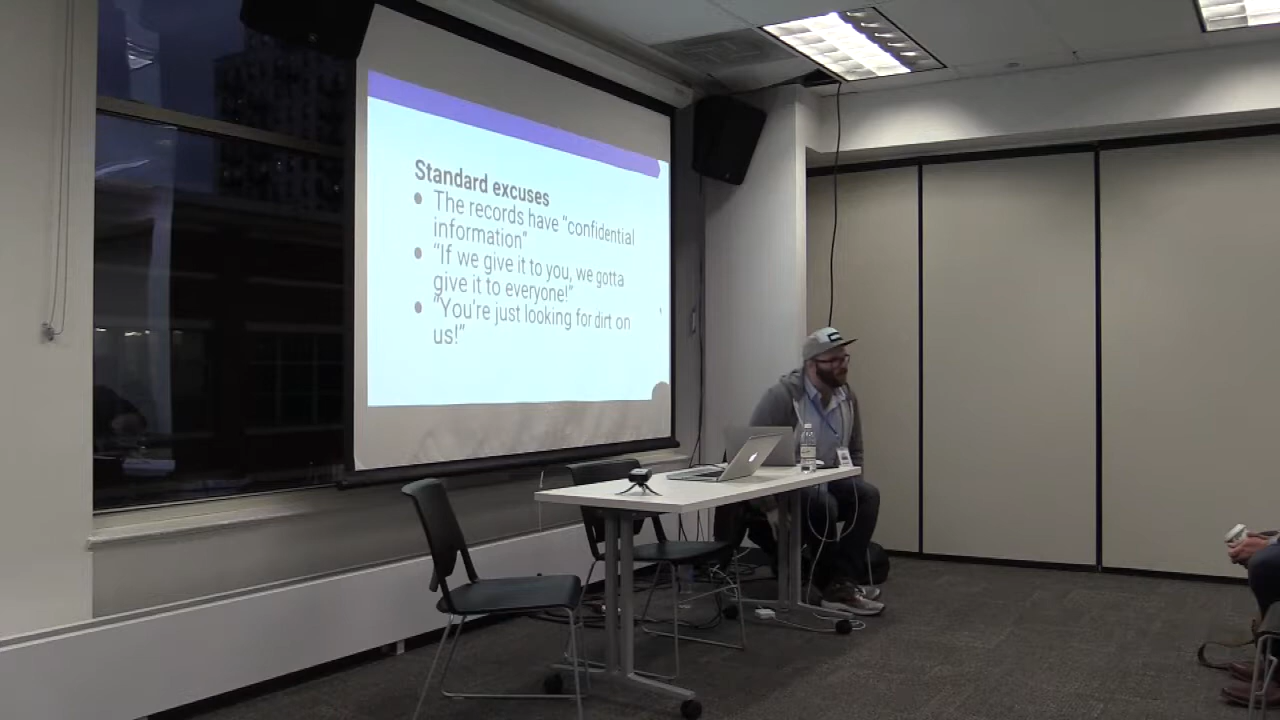 Standard excuses
● The records have “confidential
information”
● “If we give it to you, we gotta
give it to everyone!”
● “You're just looking for dirt on
us!”